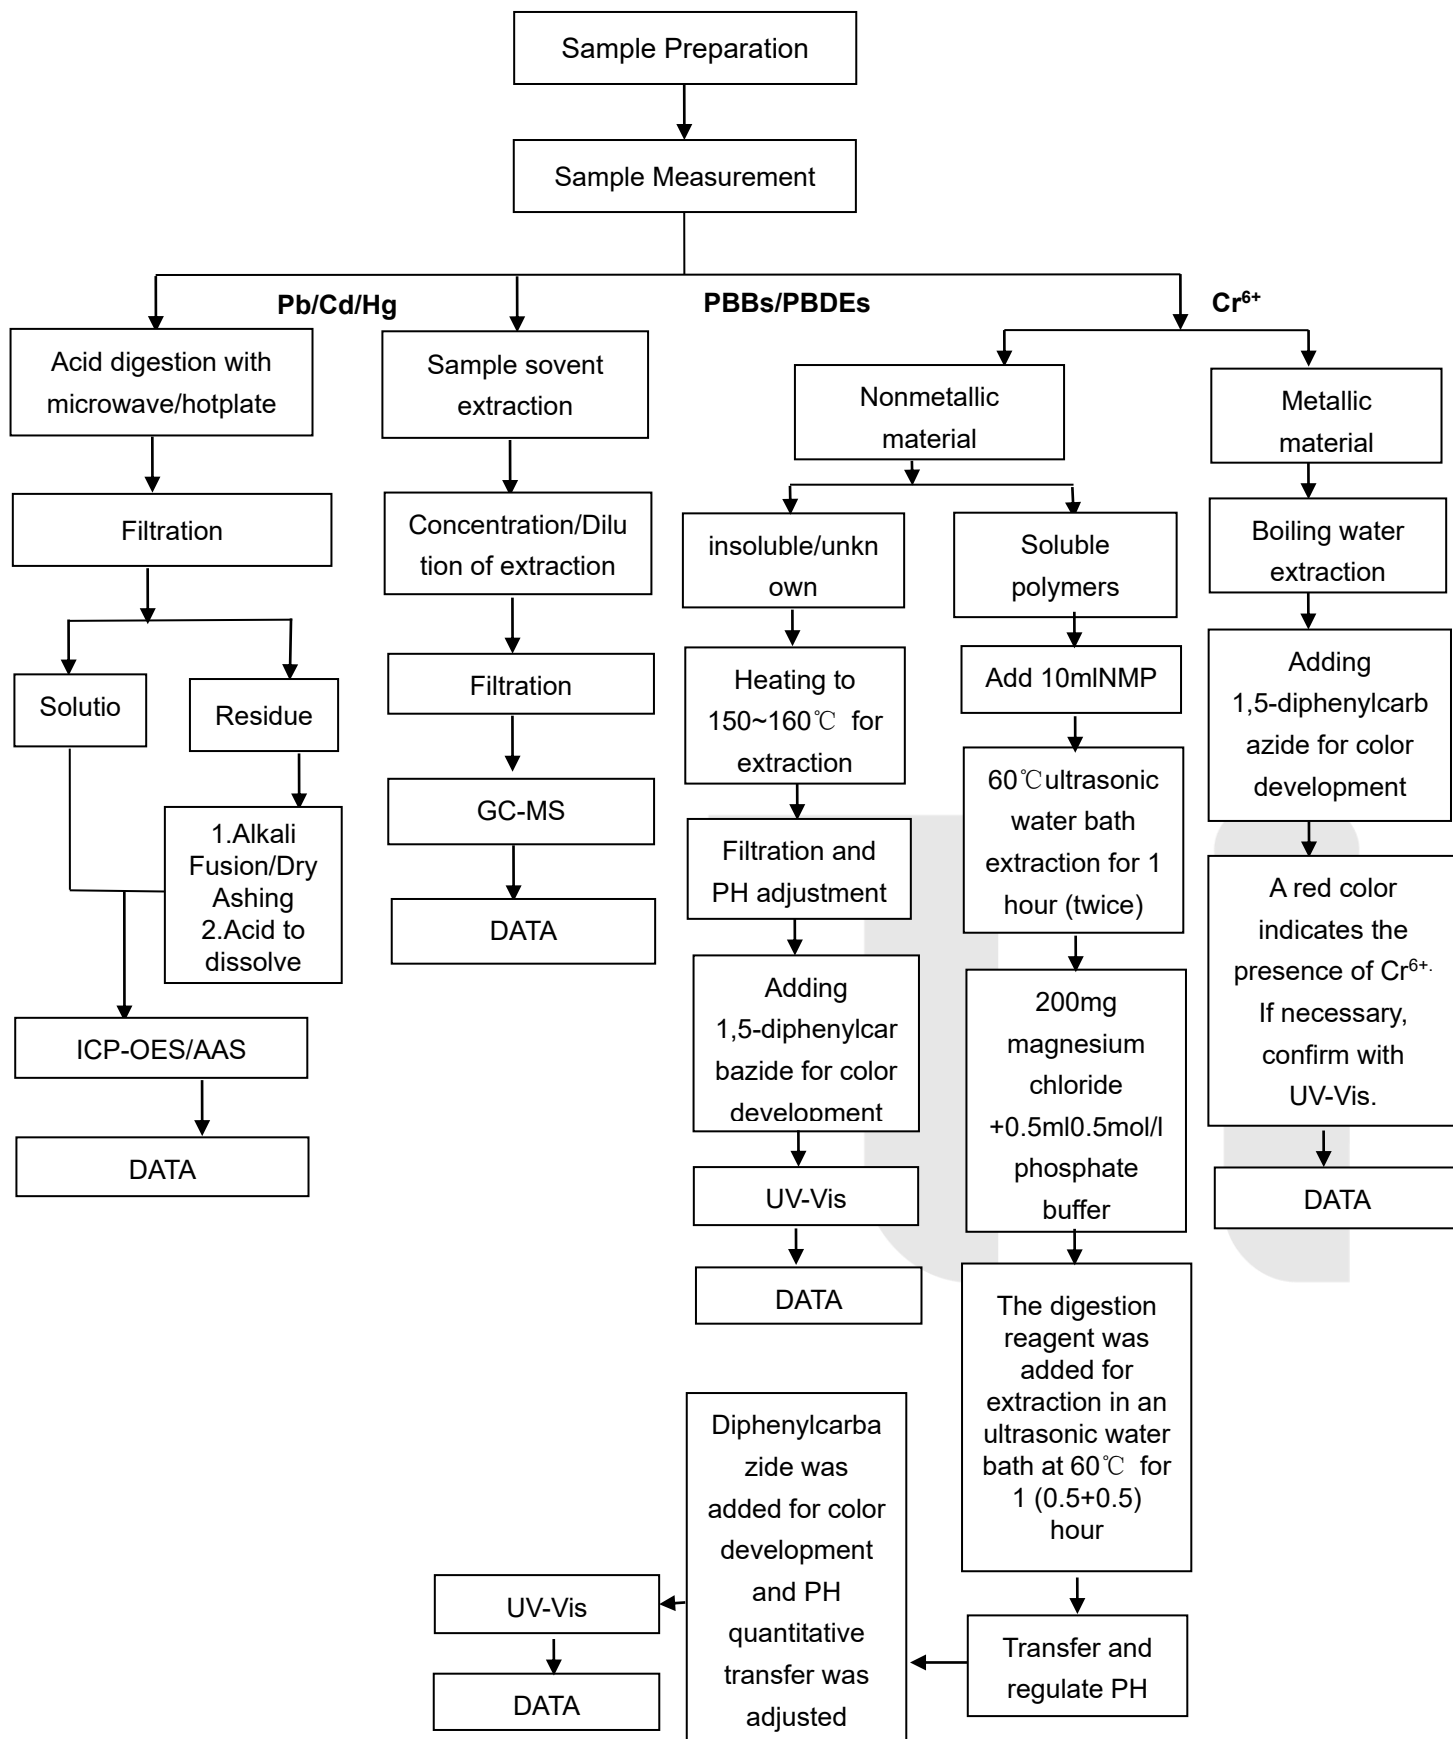 Sample Preparation
Sample Measurement
Pb/Cd/Hg
PBBs/PBDEs
Cr⁶⁺
Acid digestion with
microwave/hotplate
Filtration
Solutio
Residue
1.Alkali
Fusion/Dry
Ashing
2.Acid to
dissolve
ICP-OES/AAS
DATA
Sample sovent
extraction
Concentration/Dilu
tion of extraction
Filtration
GC-MS
DATA
Nonmetallic
material
insoluble/unkn
own
Heating to
150~160℃ for
extraction
Filtration and
PH adjustment
Adding
1,5-diphenylcar
bazide for color
development
UV-Vis
DATA
Soluble
polymers
Add 10mlNMP
60℃ultrasonic
water bath
extraction for 1
hour (twice)
200mg
magnesium
chloride
+0.5ml0.5mol/l
phosphate
buffer
The digestion
reagent was
added for
extraction in an
ultrasonic water
bath at 60℃ for
1 (0.5+0.5)
hour
Transfer and
regulate PH
Diphenylcarba
zide was
added for color
development
and PH
quantitative
transfer was
adjusted
UV-Vis
DATA
Metallic
material
Boiling water
extraction
Adding
1,5-diphenylcarb
azide for color
development
A red color
indicates the
presence of Cr⁶⁺·
If necessary,
confirm with
UV-Vis.
DATA